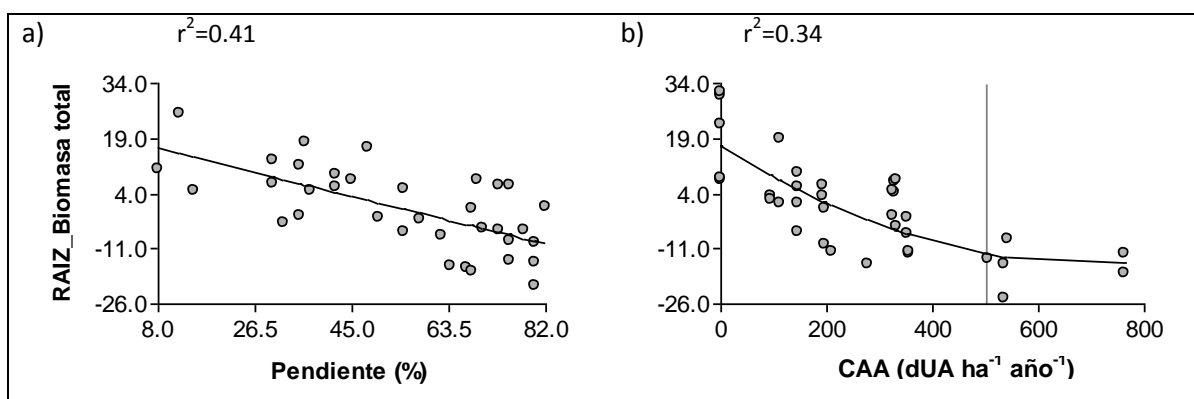 a)
r²=0.41
b)
r²=0.34
RAIZ_Biomasa total
34.0
19.0
4.0
-11.0
-26.0
8.0 26.5 45.0 63.5 82.0
Pendiente (%)
34.0
19.0
4.0
-11.0
-26.0
0 200 400 600 800
CAA (dUA ha⁻¹ año⁻¹)